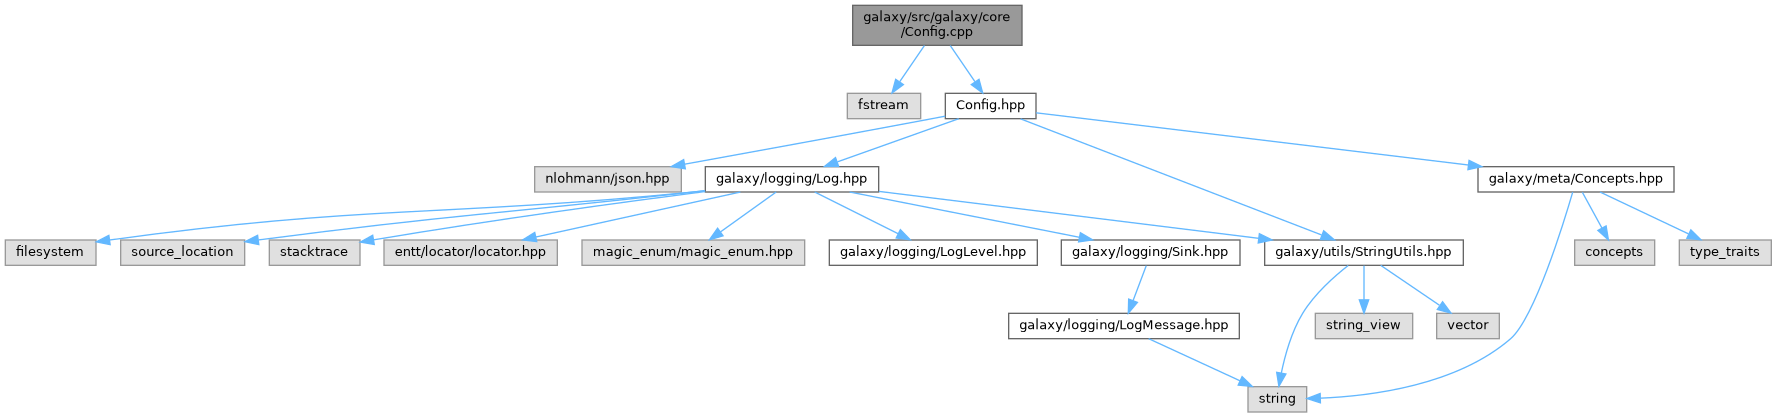 galaxy/src/galaxy/core
/Config.cpp
fstream
Config.hpp
nlohmann/json.hpp
galaxy/logging/Log.hpp
galaxy/meta/Concepts.hpp
filesystem
source_location
stacktrace
entt/locator/locator.hpp
magic_enum/magic_enum.hpp
galaxy/logging/LogLevel.hpp
galaxy/logging/Sink.hpp
galaxy/utils/StringUtils.hpp
concepts
type_traits
galaxy/logging/LogMessage.hpp
string_view
vector
string